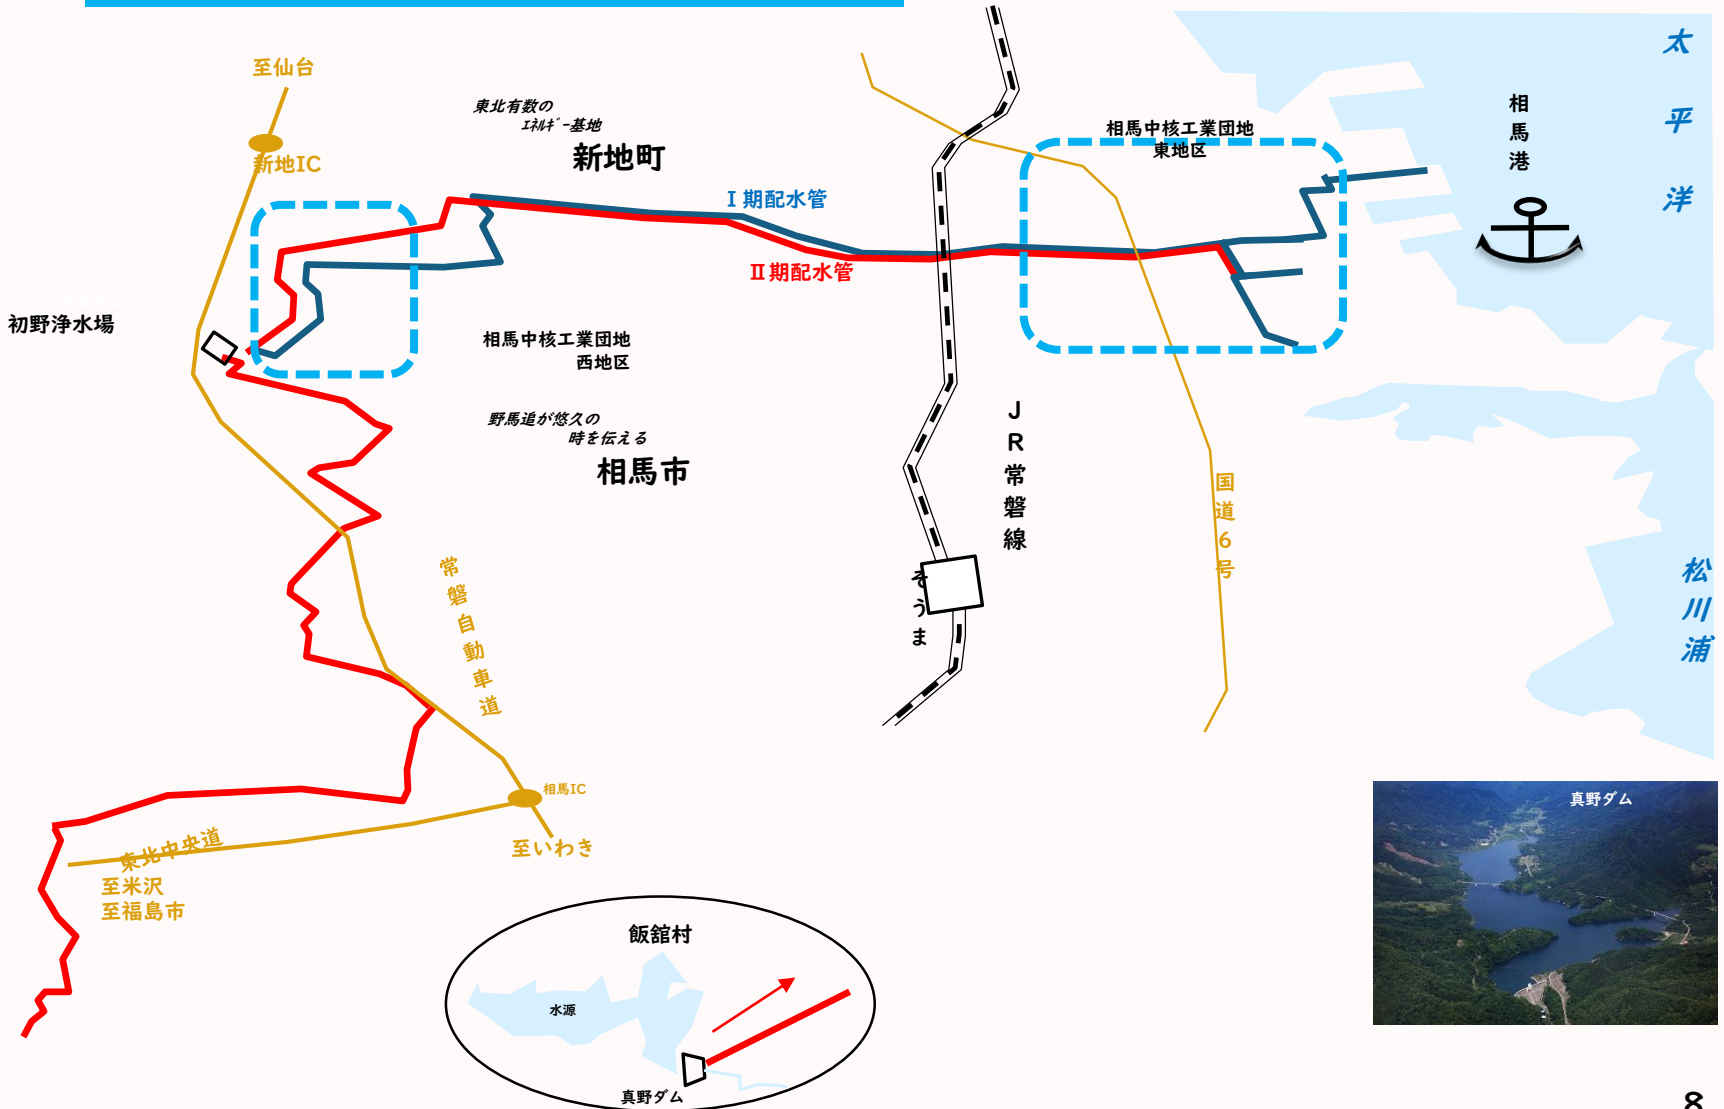 太平洋
至仙台
東北有数の
ｴﾈﾙｷﾞｰ基地
新地町
新地IC
相馬中核工業団地
東地区
相馬港
Ⅰ期配水管
Ⅱ期配水管
初野浄水場
相馬中核工業団地
西地区
野馬追が悠久の
時を伝える
相馬市
JR常磐線
国道6号
そうま
松川浦
常磐自動車道
相馬IC
至いわき
東北中央道
至米沢
至福島市
飯舘村
水源
真野ダム
真野ダム
8